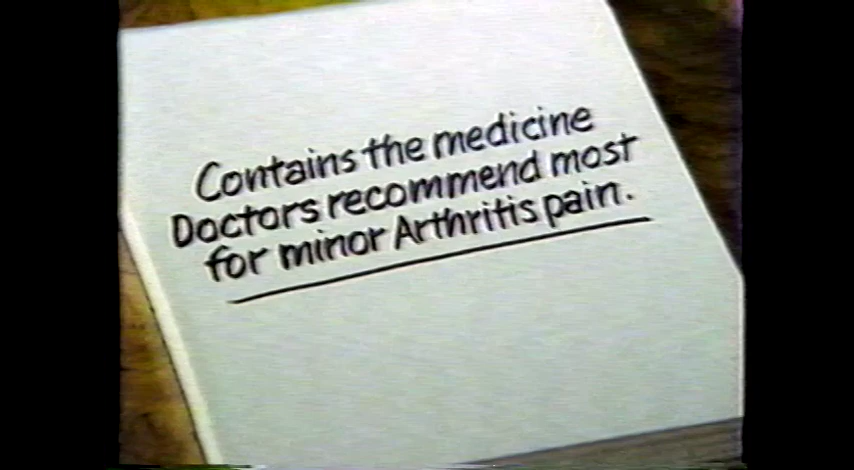 Contains the medicine
Doctors recommend most
for minor Arthritis pain.